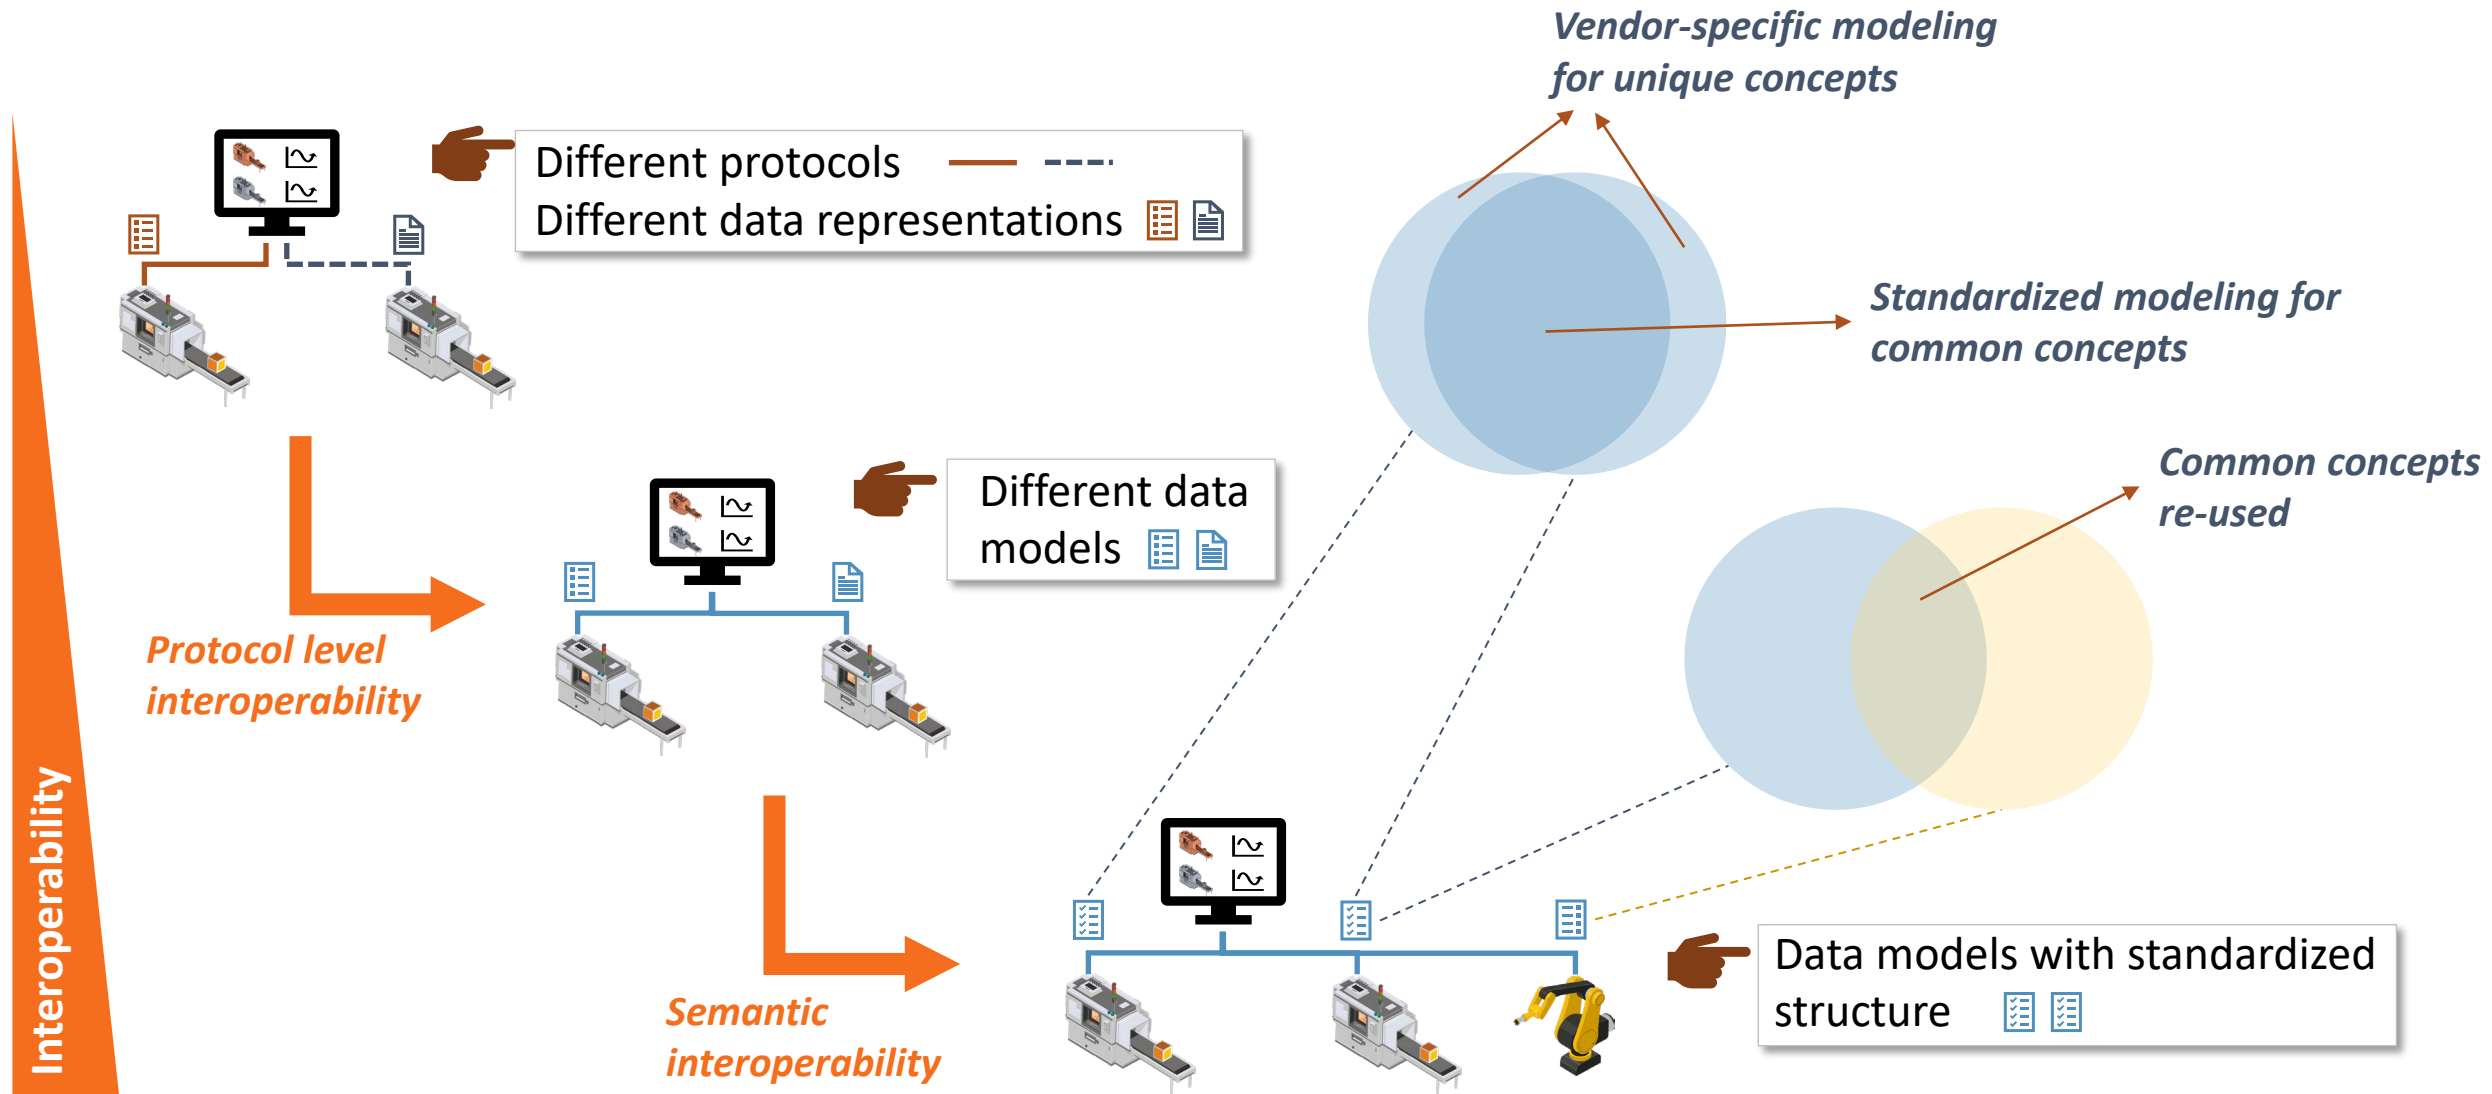 Vendor-specific modeling
for unique concepts
Different protocols
Different data representations
Standardized modeling for
common concepts
Common concepts
re-used
Different data
models
Protocol level
interoperability
Interoperability
Semantic
interoperability
Data models with standardized
structure